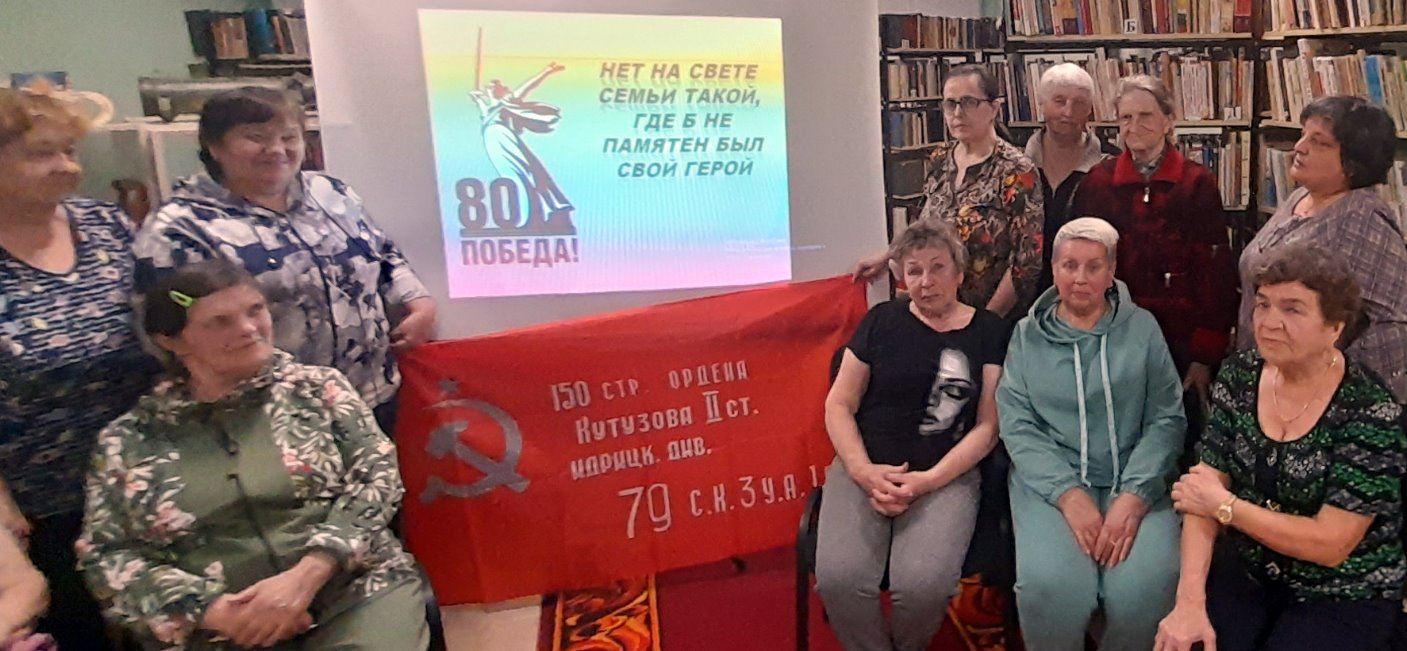 НЕТ НА СВЕТЕ
СЕМЬИ ТАКОЙ,
ГДЕ Б НЕ
ПАМЯТЕН БЫЛ
СВОЙ ГЕРОЙ
80
ПОБЕДА!
150 СТР. ОРДЕНА
КУТУЗОВА II СТ.
ИДРИЦК. ДИВ.
79 С.К. 3 У.А. 1
Б